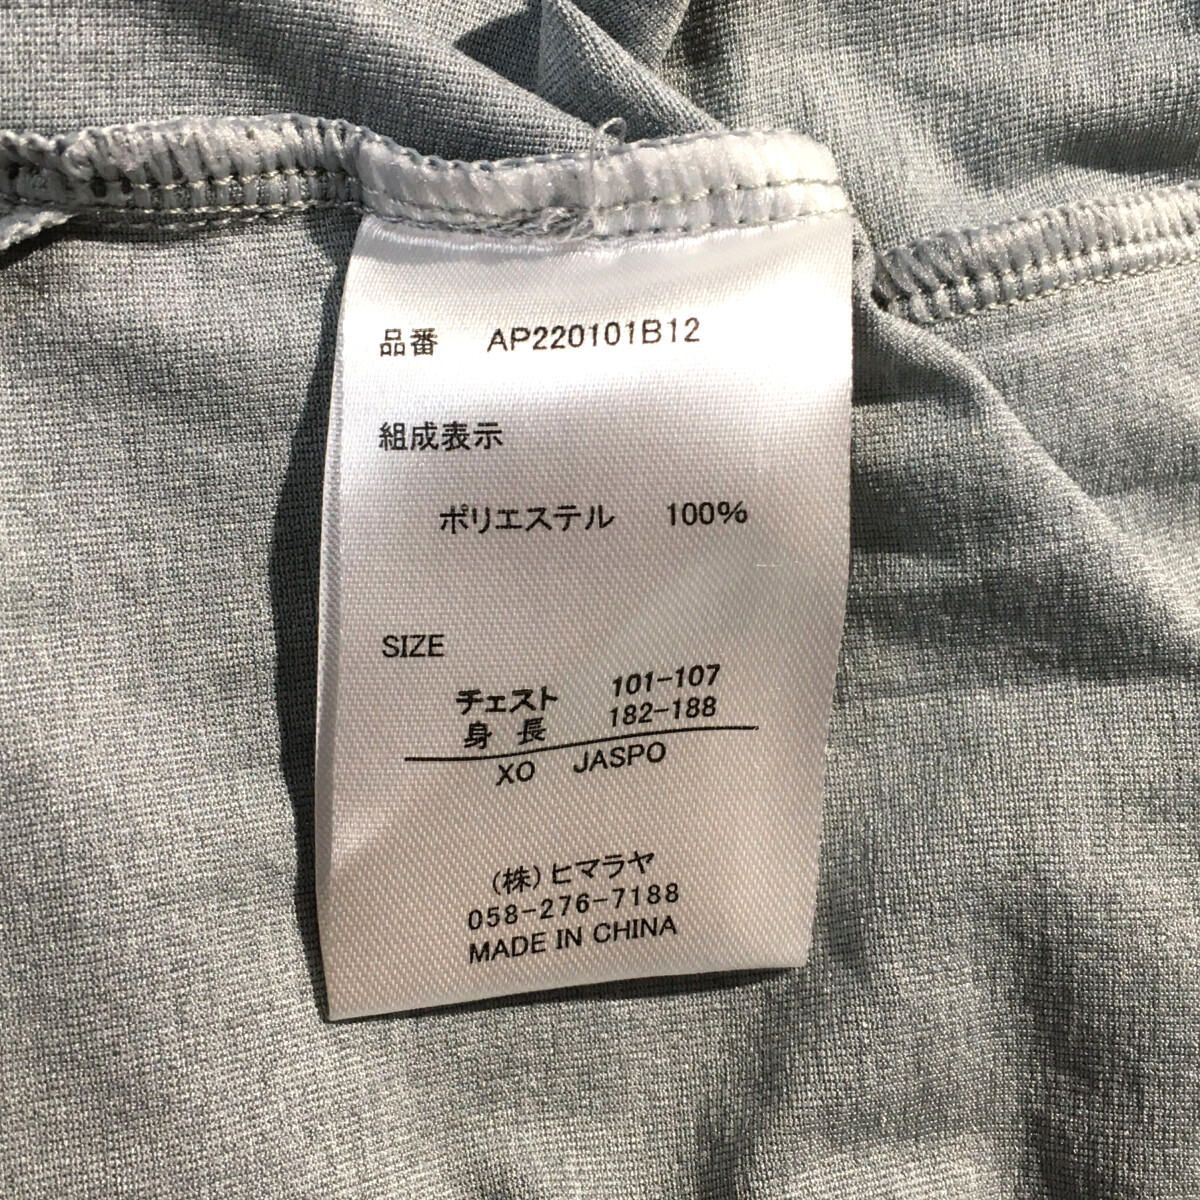 品番 AP220101B12
組成表示
ポリエステル 100%
SIZE
チェスト 101-107
身長 182-188
XO JASPO
(株)ヒマラヤ
058-276-7188
MADE IN CHINA